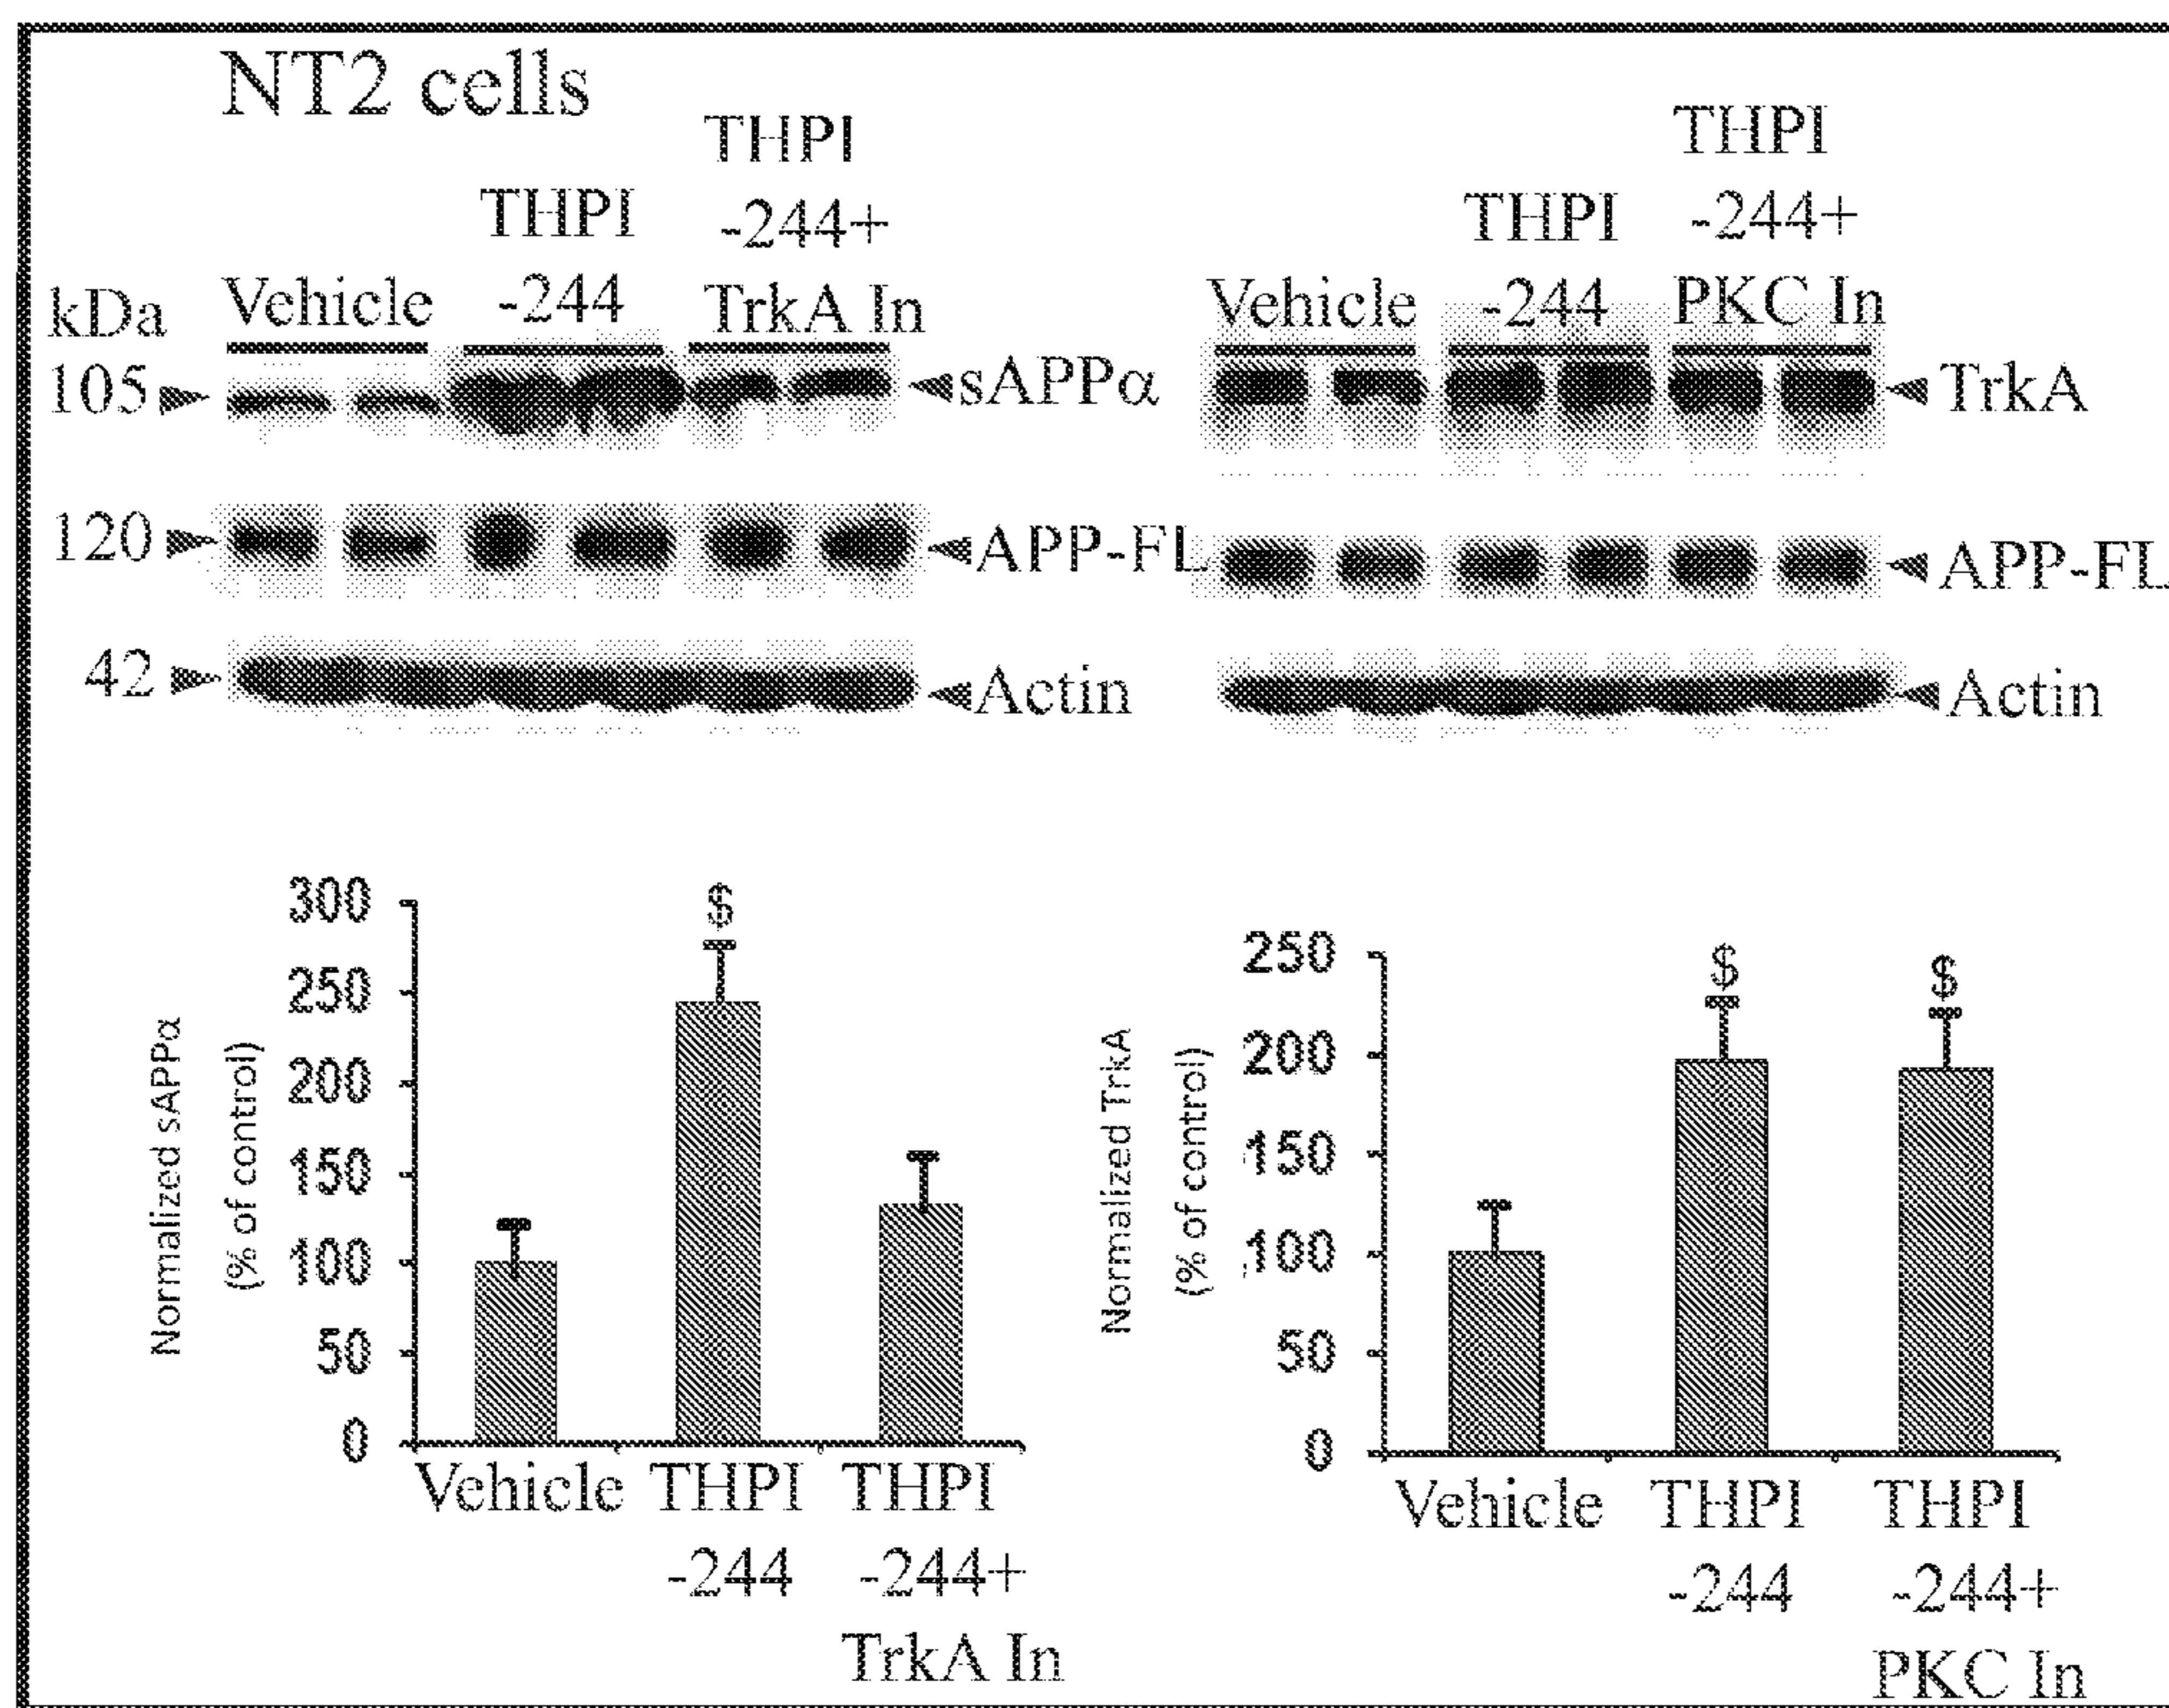 NT2 cells
kDa
Vehicle
THPI
-244
THPI
-244+
TrkA In
105
sAPPα
120
APP-FL
42
Actin
Vehicle
THPI
-244
THPI
-244+
PKC In
TrkA
APP-FL
Actin
Normalized sAPPα
(% of control)
300
250
200
150
100
50
0
$
Vehicle
THPI
-244
THPI
-244+
TrkA In
Normalized TrkA
(% of control)
250
200
150
100
50
0
$
$
Vehicle
THPI
-244
THPI
-244+
PKC In